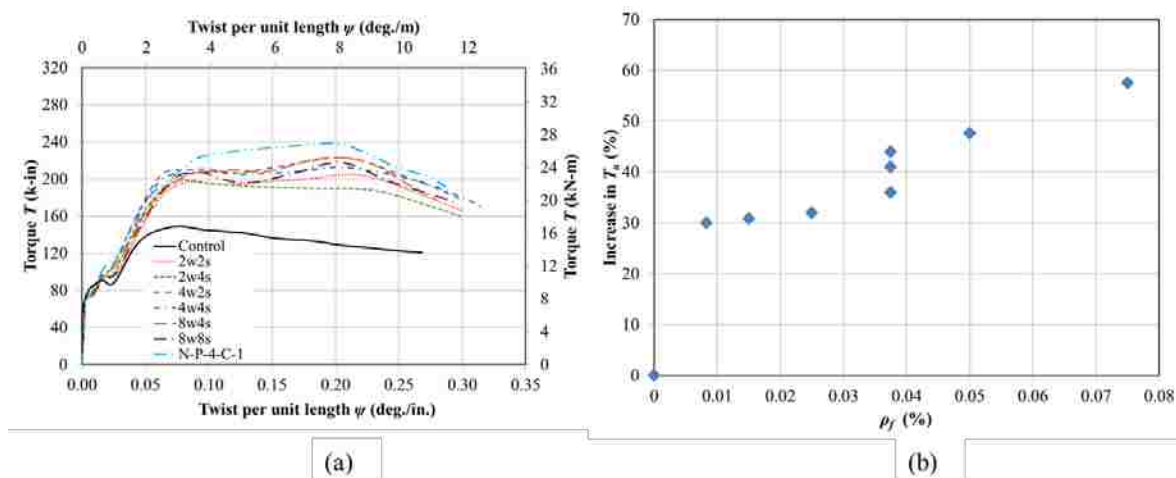 Twist per unit length ψ (deg./m)
0 2 4 6 8 10 12
320
280
240
200
160
120
80
40
0
Torque T (k-in)
36
32
28
24
20
16
12
8
4
0
Torque T (kN-m)
Control
2w2s
2w4s
4w2s
4w4s
8w4s
8w8s
N-P-4-C-1
0.00 0.05 0.10 0.15 0.20 0.25 0.30 0.35
Twist per unit length ψ (deg./in.)
(a)
70
60
50
40
30
20
10
0
Increase in Tu (%)
0 0.01 0.02 0.03 0.04 0.05 0.06 0.07 0.08
ρf (%)
(b)